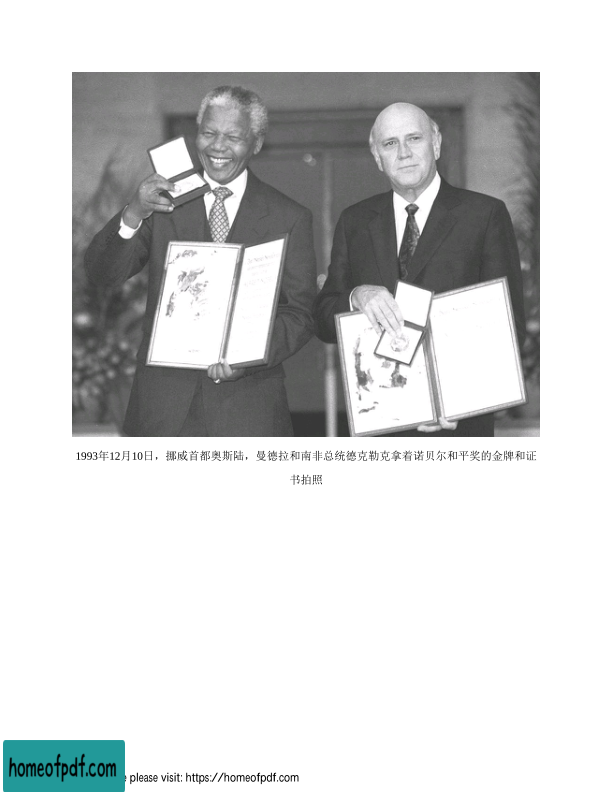 1993年12月10日，挪威首都奥斯陆，曼德拉和南非总统德克勒克拿着诺贝尔和平奖的金牌和证
书拍照
homeofpdf.com
please visit: https://homeofpdf.com